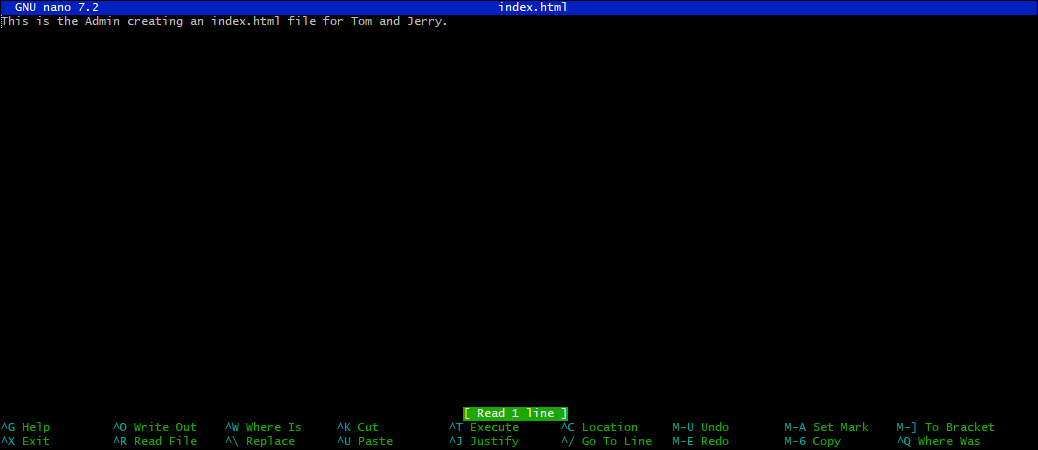 GNU nano 7.2 index.html
This is the Admin creating an index.html file for Tom and Jerry.
[ Read 1 line ]
^G Help ^O Write Out ^W Where Is ^K Cut ^T Execute ^C Location M-U Undo M-A Set Mark M-] To Bracket
^X Exit ^R Read File ^\ Replace ^U Paste ^J Justify ^/ Go To Line M-E Redo M-6 Copy ^Q Where Was